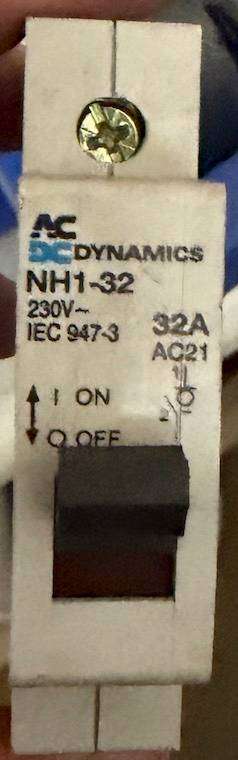 AC
DC DYNAMICS
NH1-32
230V~
IEC 947-3
32A
AC21
I ON
O OFF